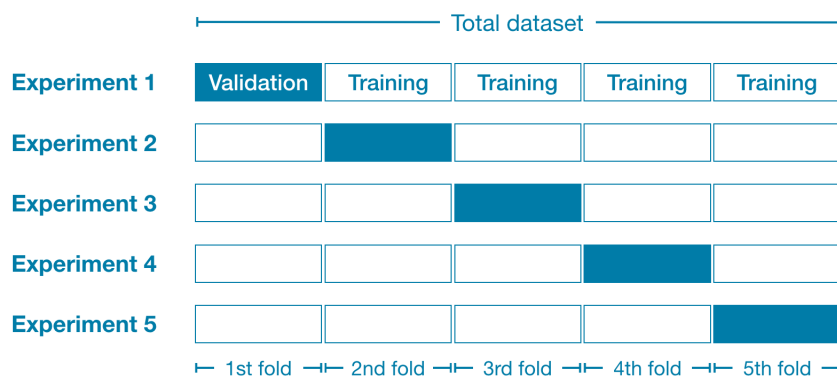 Total dataset
Experiment 1 Validation Training Training Training Training
Experiment 2
Experiment 3
Experiment 4
Experiment 5
1st fold 2nd fold 3rd fold 4th fold 5th fold